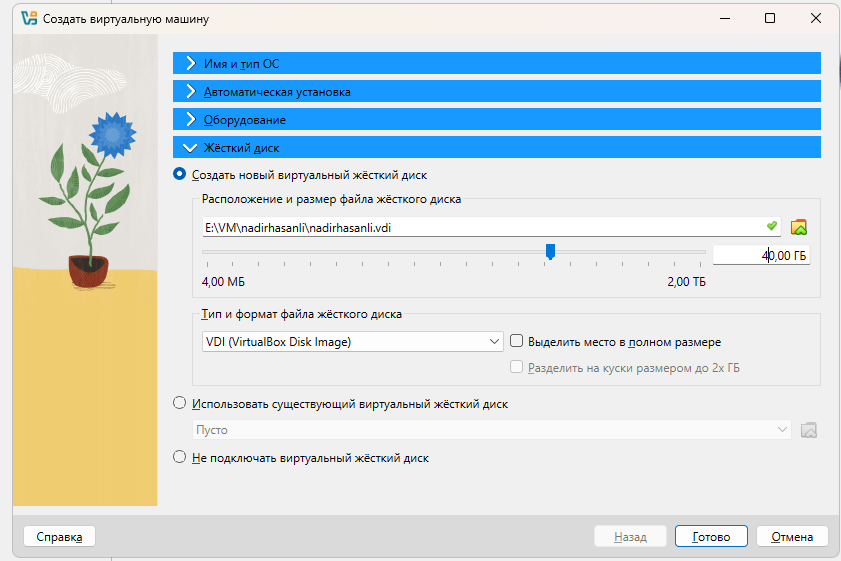 Создать виртуальную машину
Имя и тип ОС
Автоматическая установка
Оборудование
Жёсткий диск
Создать новый виртуальный жёсткий диск
Расположение и размер файла жёсткого диска
E:\VM\nadirhasanli\nadirhasanli.vdi
40,00 ГБ
4,00 МБ 2,00 ТБ
Тип и формат файла жёсткого диска
VDI (VirtualBox Disk Image) Выделить место в полном размере
Разделить на куски размером до 2х ГБ
Использовать существующий виртуальный жёсткий диск
Пусто
Не подключать виртуальный жёсткий диск
Справка Назад Готово Отмена